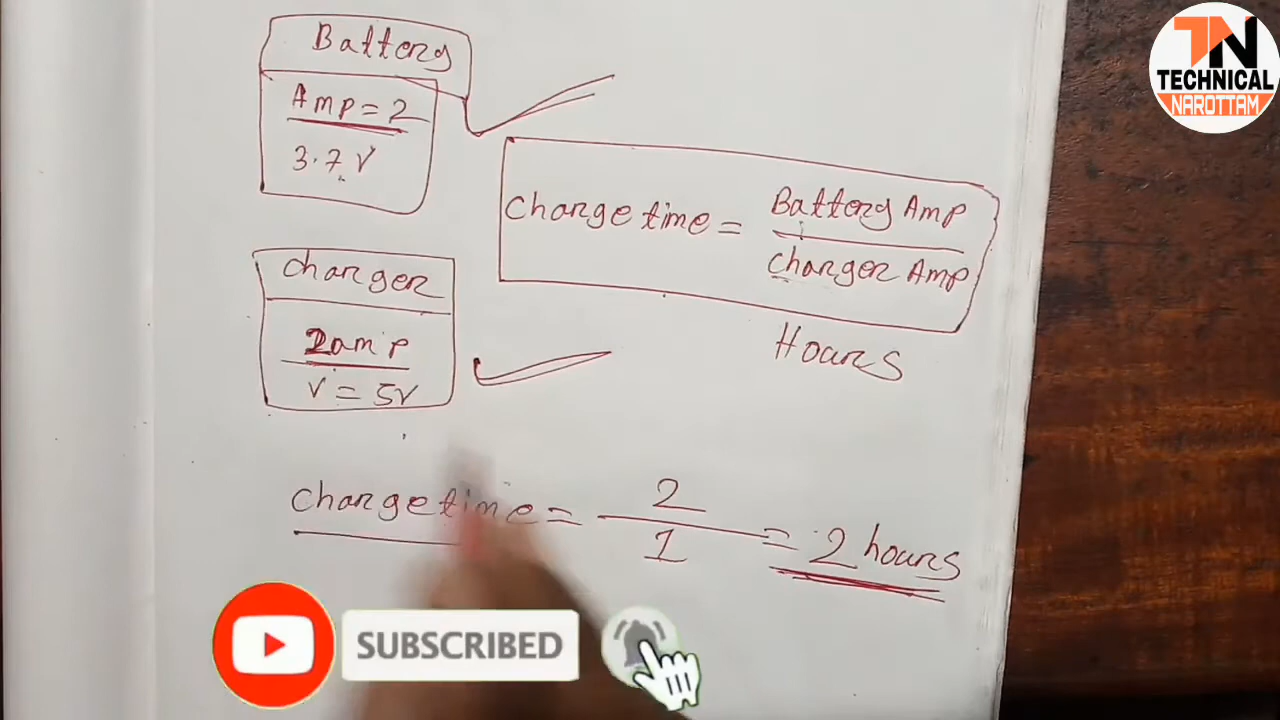 Battery
Amp = 2
3.7 V
Charge time = Battery Amp
Charger Amp
Hours
Charger
amp
V = 5V
Charge time = 2
1
= 2 hours
SUBSCRIBED
TN
TECHNICAL
NAROTTAM